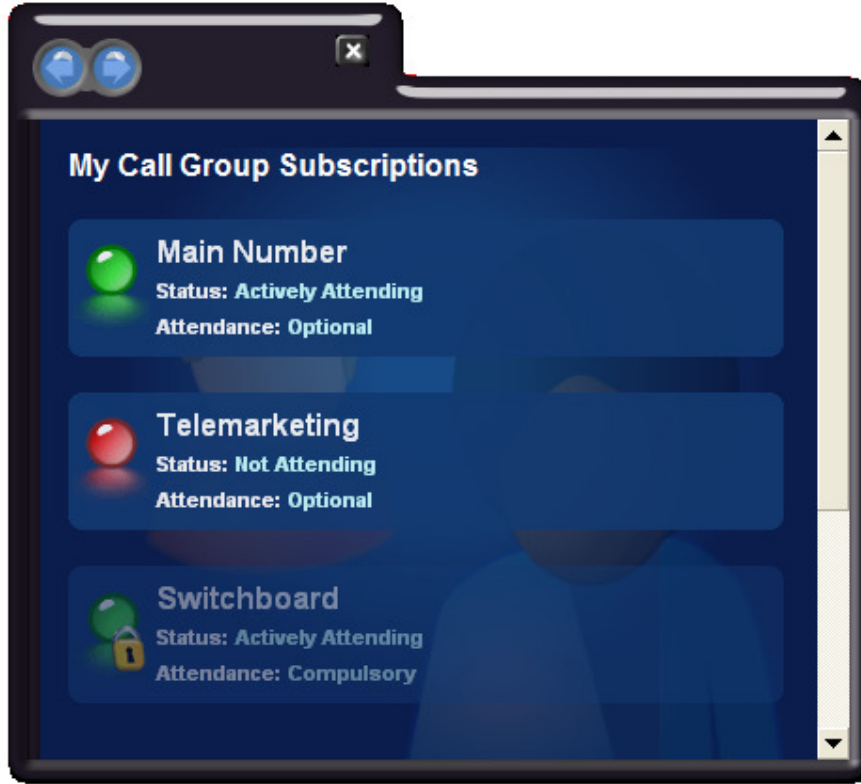 My Call Group Subscriptions
Main Number
Status: Actively Attending
Attendance: Optional
Telemarketing
Status: Not Attending
Attendance: Optional
Switchboard
Status: Actively Attending
Attendance: Compulsory